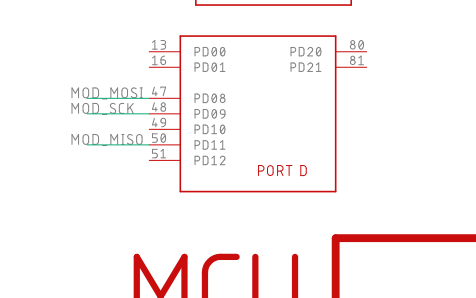 13 PD00 PD20 80
16 PD01 PD21 81
MOD_MOSI 47 PD08
MOD_SCK 48 PD09
49 PD10
MOD_MISO 50 PD11
51 PD12
PORT D
MCU